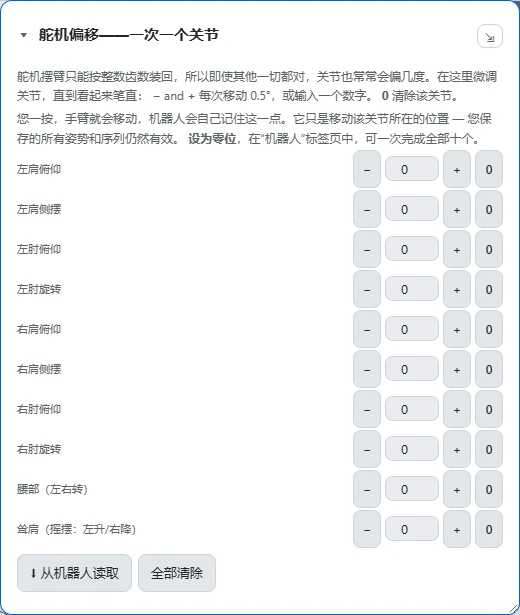 ▼ 舵机偏移——一次一个关节
舵机摆臂只能按整数齿数装回，所以即使其他一切都对，关节也常常会偏几度。在这里微调
关节，直到看起来笔直： − and + 每次移动 0.5°，或输入一个数字。 0 清除该关节。
您一按，手臂就会移动，机器人会自己记住这一点。它只是移动该关节所在的位置 — 您保
存的所有姿势和序列仍然有效。 设为零位，在“机器人”标签页中，可一次完成全部十个。
左肩俯仰 − 0 + 0
左肩侧摆 − 0 + 0
左肘俯仰 − 0 + 0
左肘旋转 − 0 + 0
右肩俯仰 − 0 + 0
右肩侧摆 − 0 + 0
右肘俯仰 − 0 + 0
右肘旋转 − 0 + 0
腰部（左右转） − 0 + 0
耸肩（摇摆：左升/右降） − 0 + 0
⬇ 从机器人读取 全部清除